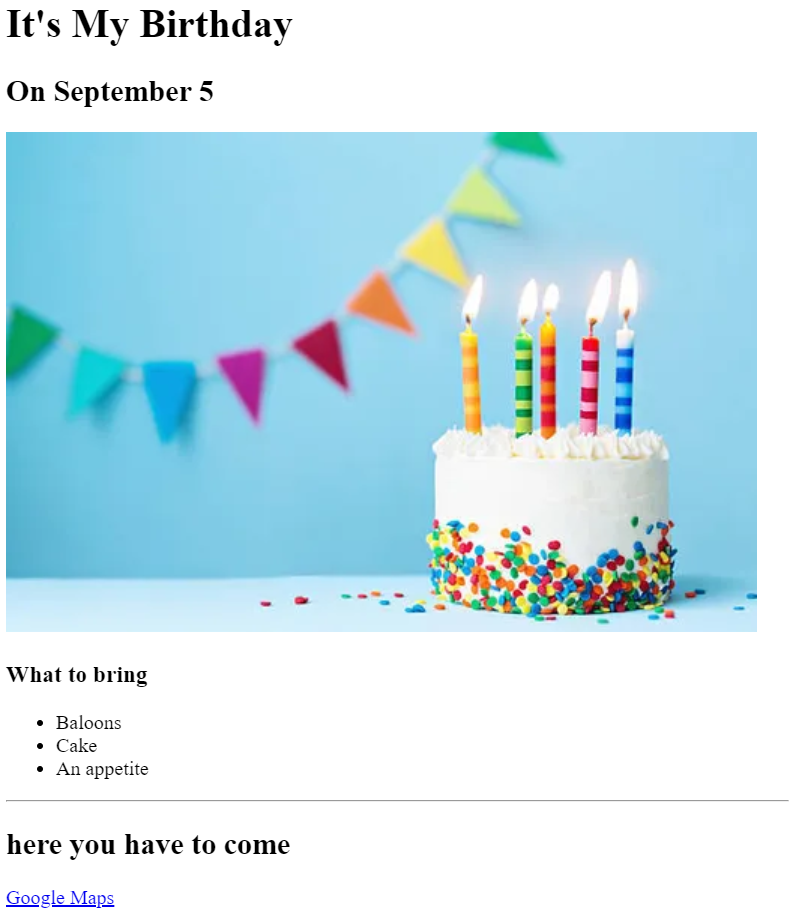 It's My Birthday
On September 5
What to bring
Baloons
Cake
An appetite
here you have to come
Google Maps